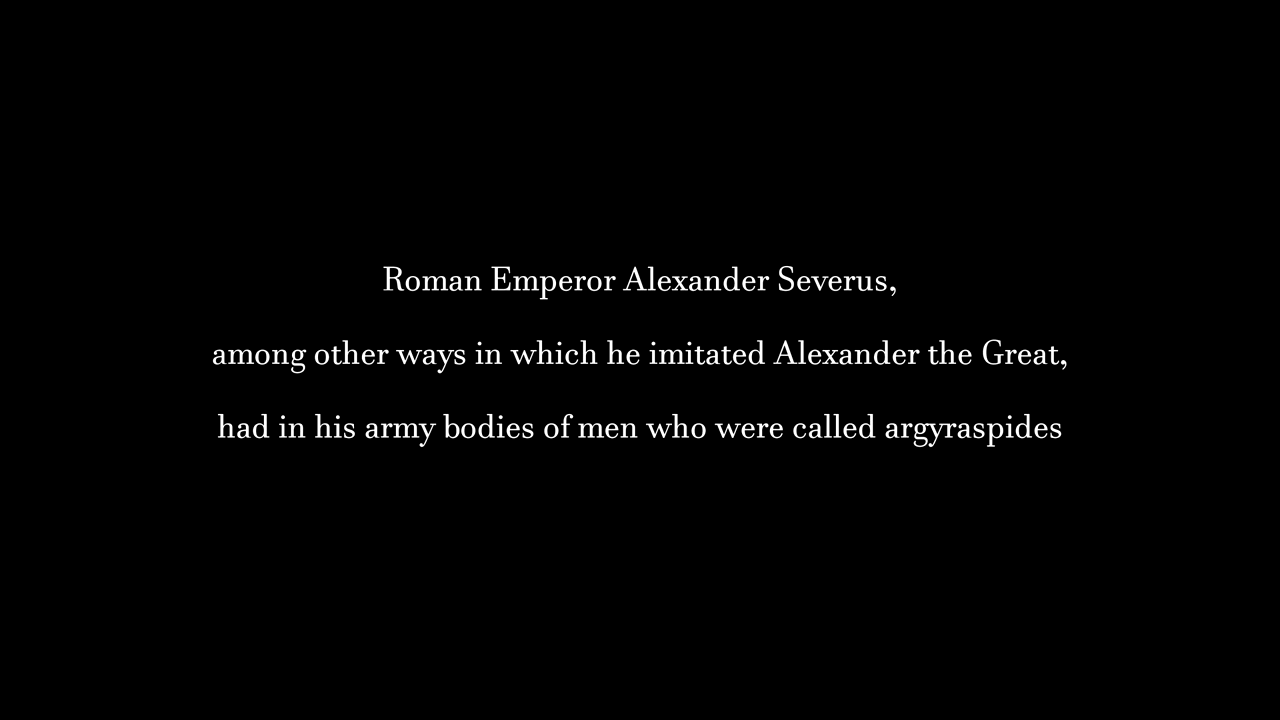 Roman Emperor Alexander Severus,
among other ways in which he imitated Alexander the Great,
had in his army bodies of men who were called argyraspides